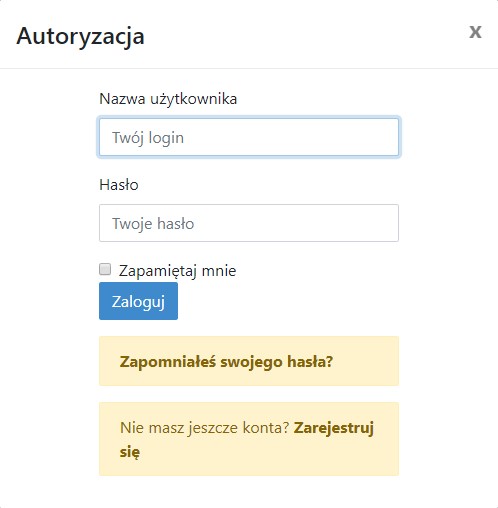 Autoryzacja
x
Nazwa użytkownika
Twój login
Hasło
Twoje hasło
Zapamiętaj mnie
Zaloguj
Zapomniałeś swojego hasła?
Nie masz jeszcze konta? Zarejestruj
się